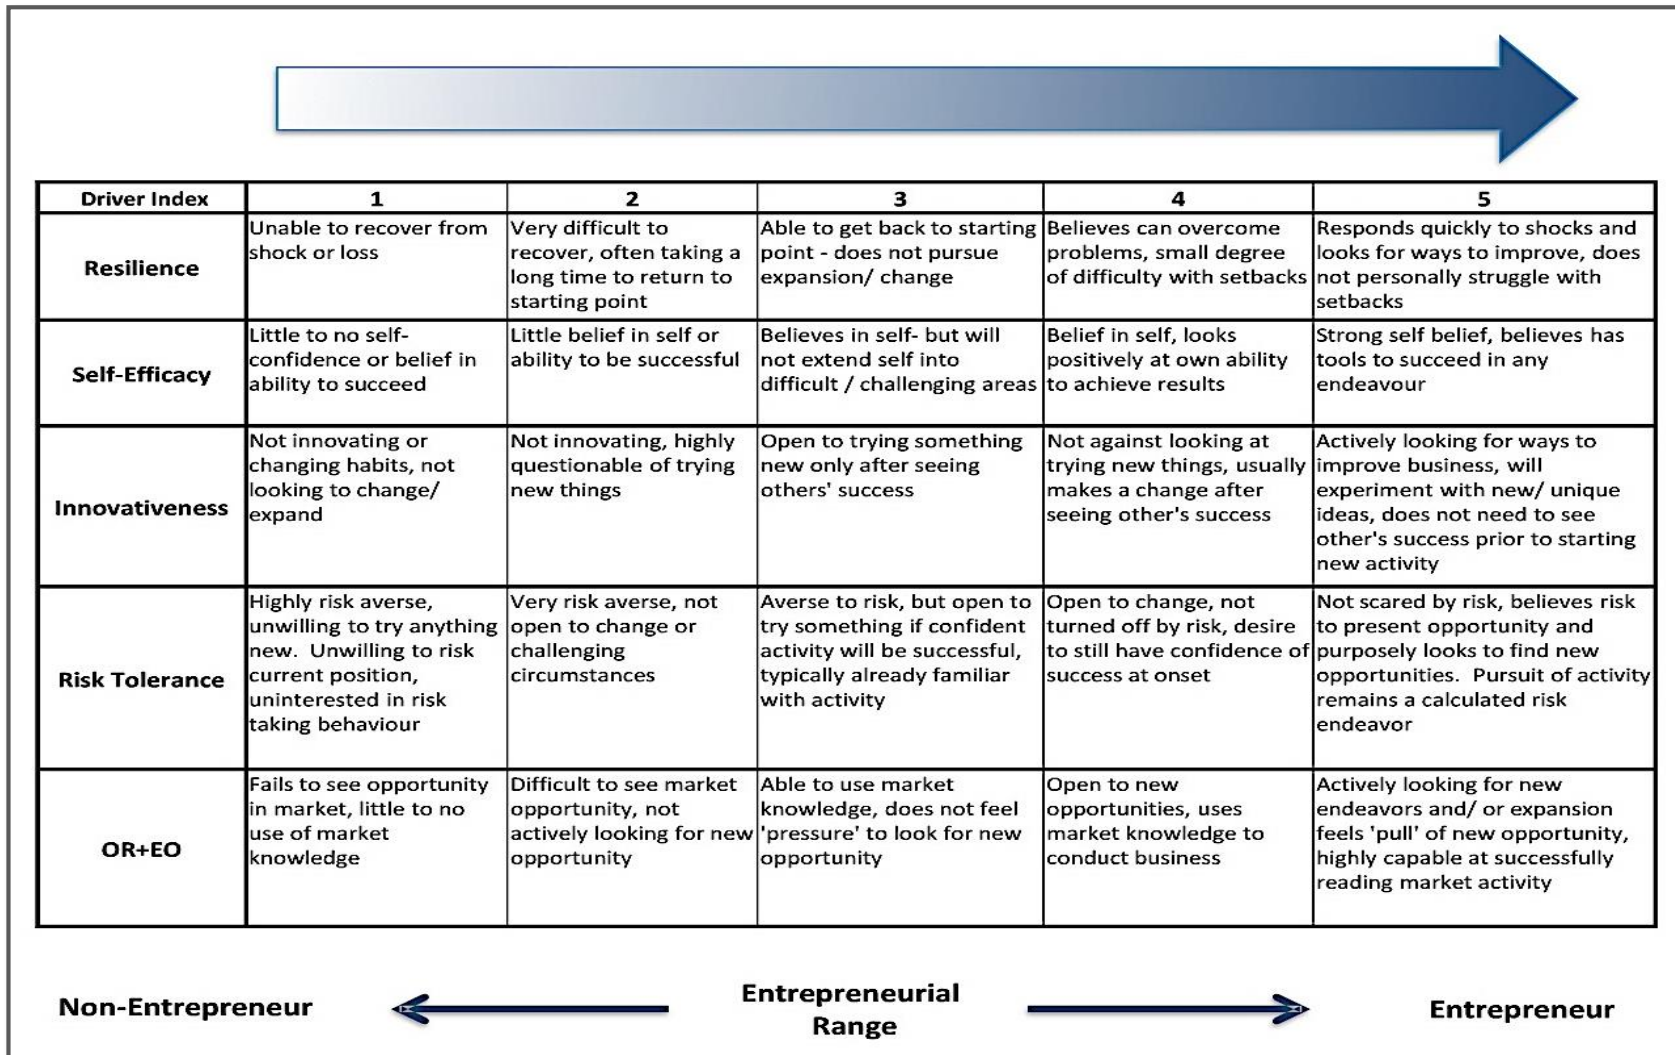 Driver Index
1
2
3
4
5
Resilience
Unable to recover from
shock or loss
Very difficult to
recover, often taking a
long time to return to
starting point
Able to get back to starting
point - does not pursue
expansion/ change
Believes can overcome
problems, small degree
of difficulty with setbacks
Responds quickly to shocks and
looks for ways to improve, does
not personally struggle with
setbacks
Self-Efficacy
Little to no self-
confidence or belief in
ability to succeed
Little belief in self or
ability to be successful
Believes in self- but will
not extend self into
difficult / challenging areas
Belief in self, looks
positively at own ability
to achieve results
Strong self belief, believes has
tools to succeed in any
endeavour
Innovativeness
Not innovating or
changing habits, not
looking to change/
expand
Not innovating, highly
questionable of trying
new things
Open to trying something
new only after seeing
others' success
Not against looking at
trying new things, usually
makes a change after
seeing other's success
Actively looking for ways to
improve business, will
experiment with new/ unique
ideas, does not need to see
other's success prior to starting
new activity
Risk Tolerance
Highly risk averse,
unwilling to try anything
new. Unwilling to risk
current position,
uninterested in risk
taking behaviour
Very risk averse, not
open to change or
challenging
circumstances
Averse to risk, but open to
try something if confident
activity will be successful,
typically already familiar
with activity
Open to change, not
turned off by risk, desire
to still have confidence of
success at onset
Not scared by risk, believes risk
to present opportunity and
purposely looks to find new
opportunities. Pursuit of activity
remains a calculated risk
endeavor
OR+EO
Fails to see opportunity
in market, little to no
use of market
knowledge
Difficult to see market
opportunity, not
actively looking for new
opportunity
Able to use market
knowledge, does not feel
'pressure' to look for new
opportunity
Open to new
opportunities, uses
market knowledge to
conduct business
Actively looking for new
endeavors and/ or expansion
feels 'pull' of new opportunity,
highly capable at successfully
reading market activity
Non-Entrepreneur
Entrepreneurial
Range
Entrepreneur